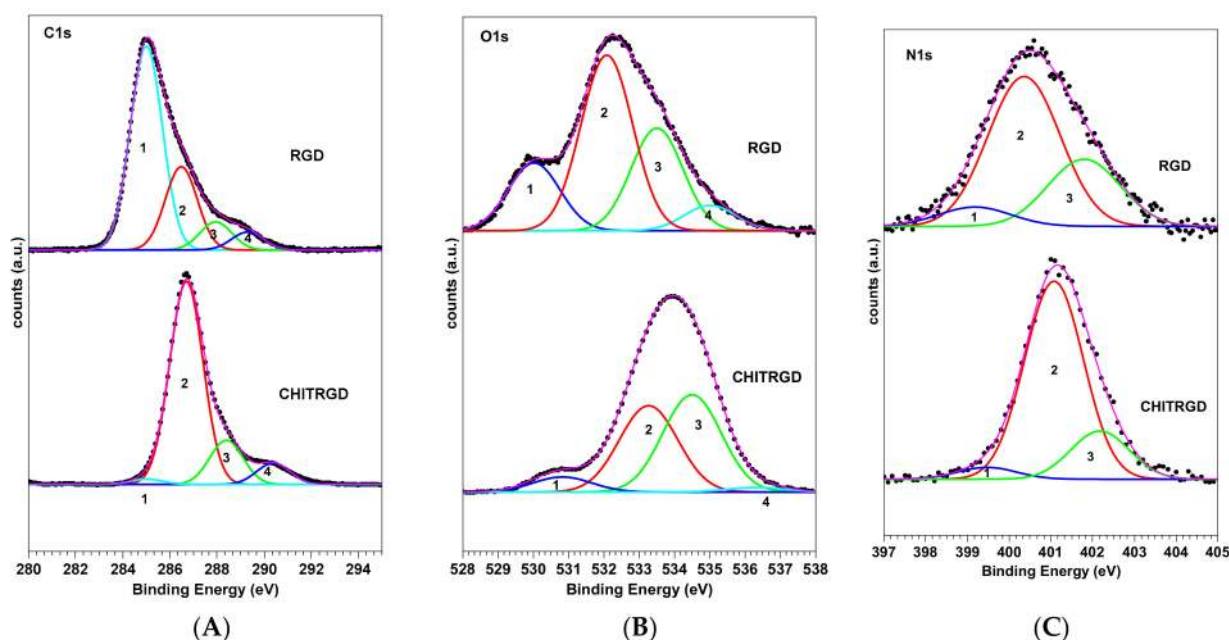 C1s
1
2
3
4
RGD
2
3
4
1
CHITRGD
counts (a.u.)
280 282 284 286 288 290 292 294
Binding Energy (eV)
(A)
O1s
2
3
1
4
RGD
CHITRGD
2
3
1
4
counts (a.u.)
528 529 530 531 532 533 534 535 536 537 538
Binding Energy (eV)
(B)
N1s
2
3
1
RGD
2
CHITRGD
3
1
counts (a.u.)
397 398 399 400 401 402 403 404 405
Binding Energy (eV)
(C)